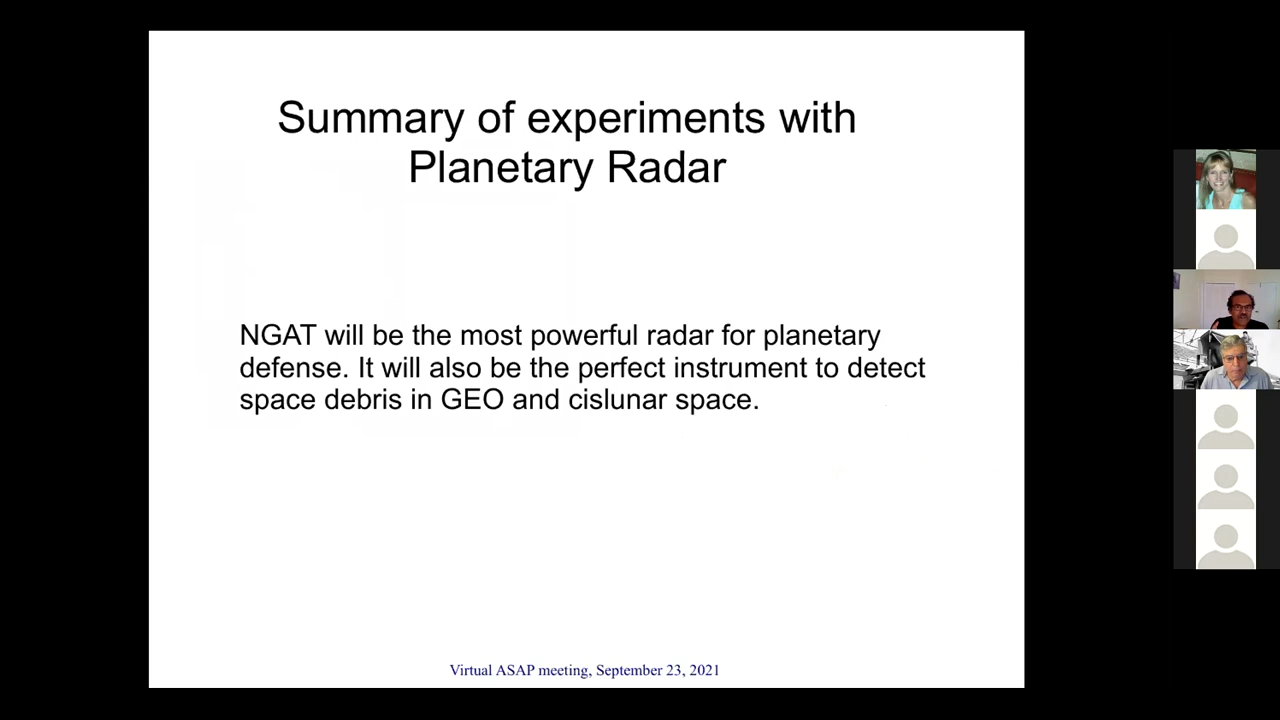 Summary of experiments with
Planetary Radar
NGAT will be the most powerful radar for planetary
defense. It will also be the perfect instrument to detect
space debris in GEO and cislunar space.
Virtual ASAP meeting, September 23, 2021